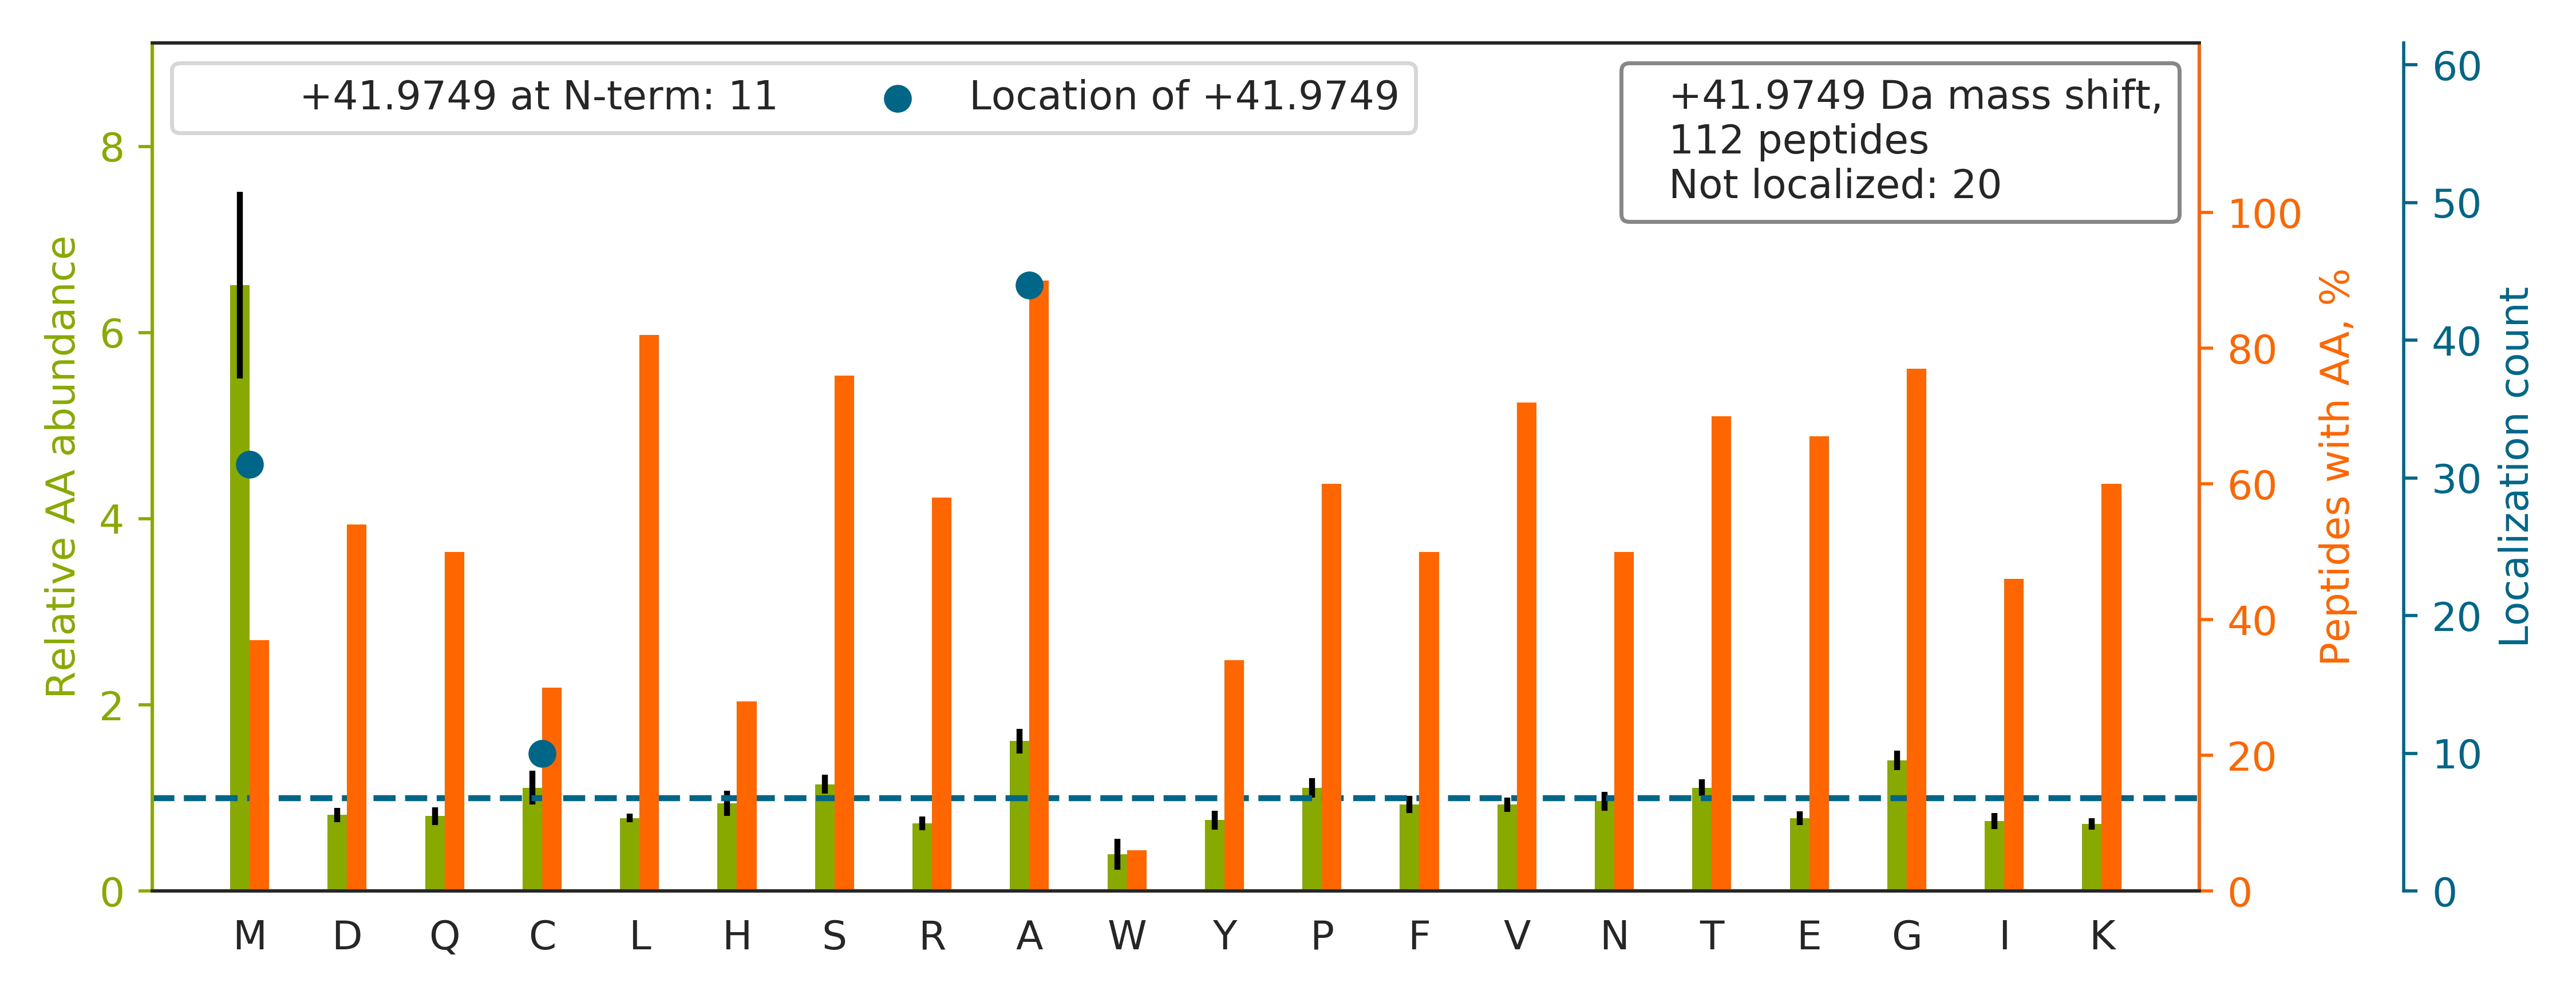 +41.9749 at N-term: 11
Location of +41.9749
+41.9749 Da mass shift,
112 peptides
Not localized: 20
Relative AA abundance
8
6
4
2
0
100
80
60
40
20
0
Peptides with AA, %
60
50
40
30
20
10
0
Localization count
M D Q C L H S R A W Y P F V N T E G I K